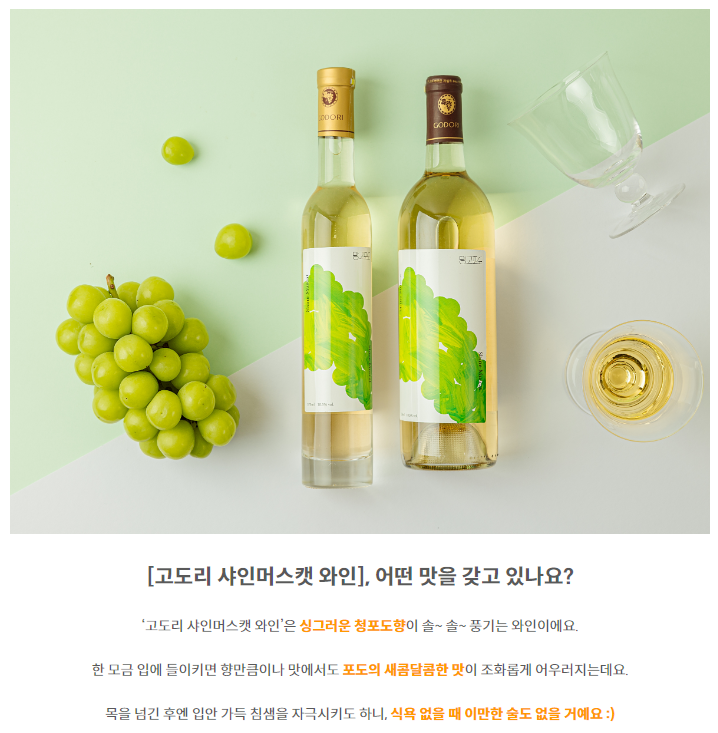 GODORI
GODORI
[고도리 샤인머스캣 와인], 어떤 맛을 갖고 있나요?
‘고도리 샤인머스캣 와인’은 싱그러운 청포도향이 솔~ 솔~ 풍기는 와인이에요.
한 모금 입에 들이키면 향만큼이나 맛에서도 포도의 새콤달콤한 맛이 조화롭게 어우러지는데요.
목을 넘긴 후엔 입안 가득 침샘을 자극시키도 하니, 식욕 없을 때 이만한 술도 없을 거예요 :)